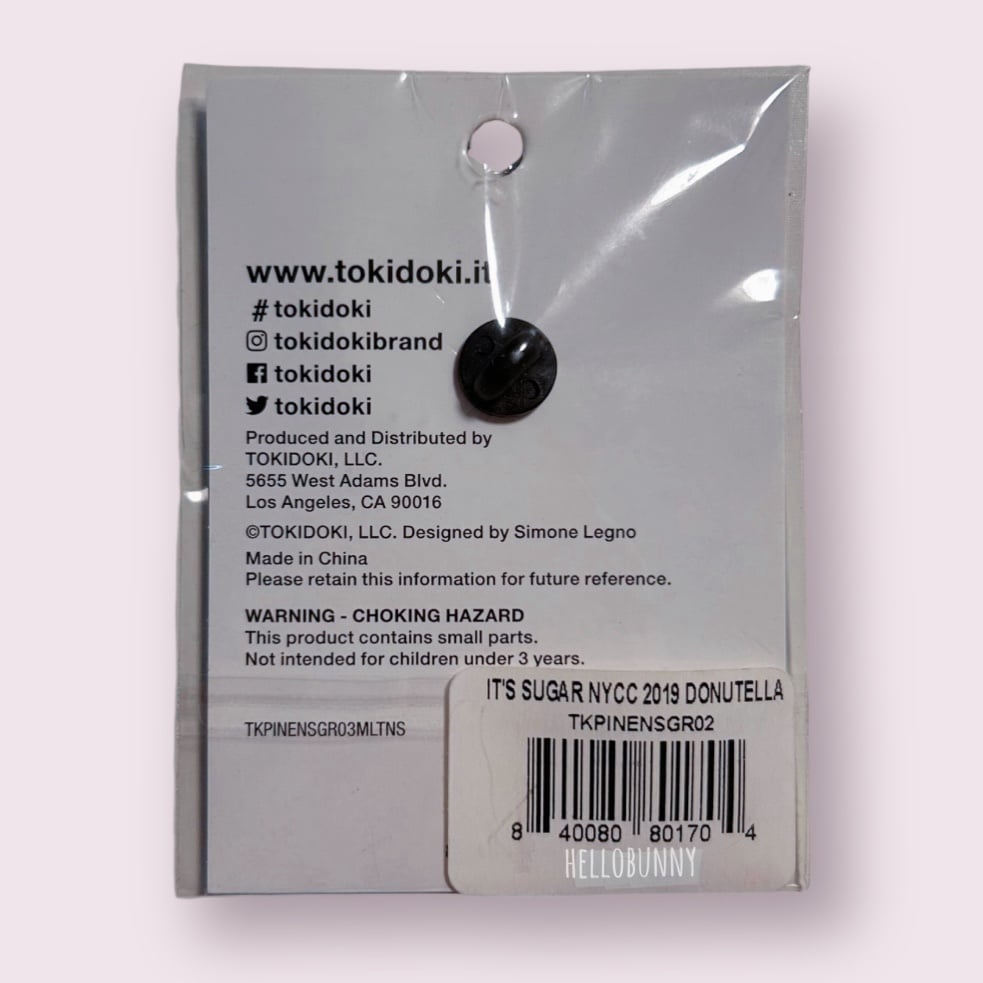 www.tokidoki.it
#tokidoki
tokidokibrand
tokidoki
tokidoki
Produced and Distributed by
TOKIDOKI, LLC.
5655 West Adams Blvd.
Los Angeles, CA 90016
©TOKIDOKI, LLC. Designed by Simone Legno
Made in China
Please retain this information for future reference.
WARNING - CHOKING HAZARD
This product contains small parts.
Not intended for children under 3 years.
TKPINENSGR03MLTNS
IT'S SUGAR NYCC 2019 DONUTELLA
TKPINENSGR02
8 40080 80170 4
HELLOBUNNY